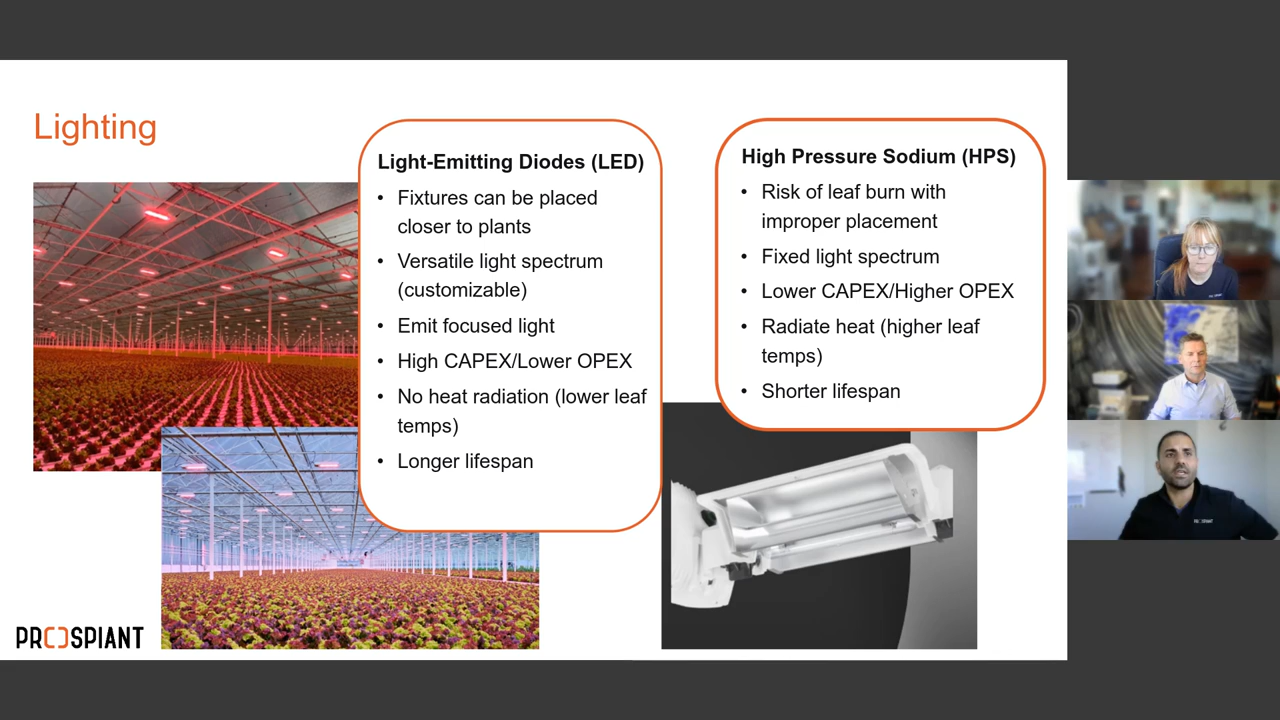 Lighting
Light-Emitting Diodes (LED)
• Fixtures can be placed
closer to plants
• Versatile light spectrum
(customizable)
• Emit focused light
• High CAPEX/Lower OPEX
• No heat radiation (lower leaf
temps)
• Longer lifespan
High Pressure Sodium (HPS)
• Risk of leaf burn with
improper placement
• Fixed light spectrum
• Lower CAPEX/Higher OPEX
• Radiate heat (higher leaf
temps)
• Shorter lifespan
PROSPIANT